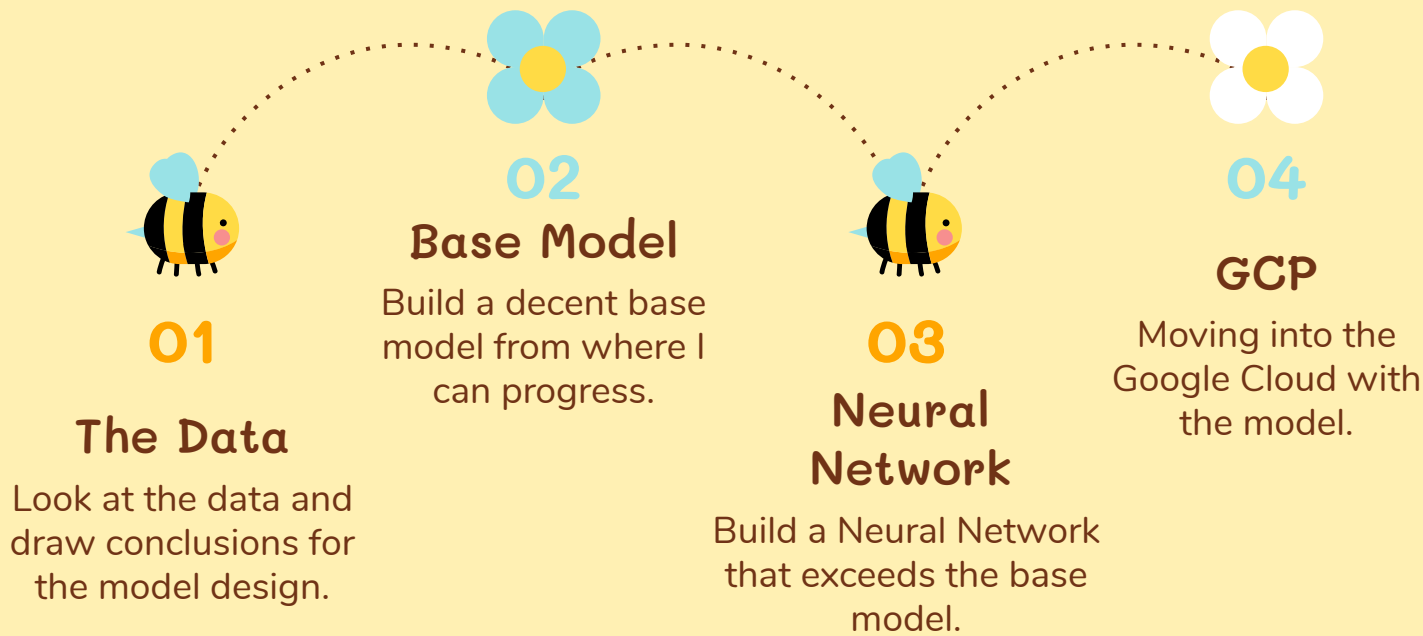 01
The Data
Look at the data and
draw conclusions for
the model design.
02
Base Model
Build a decent base
model from where I
can progress.
03
Neural
Network
Build a Neural Network
that exceeds the base
model.
04
GCP
Moving into the
Google Cloud with
the model.